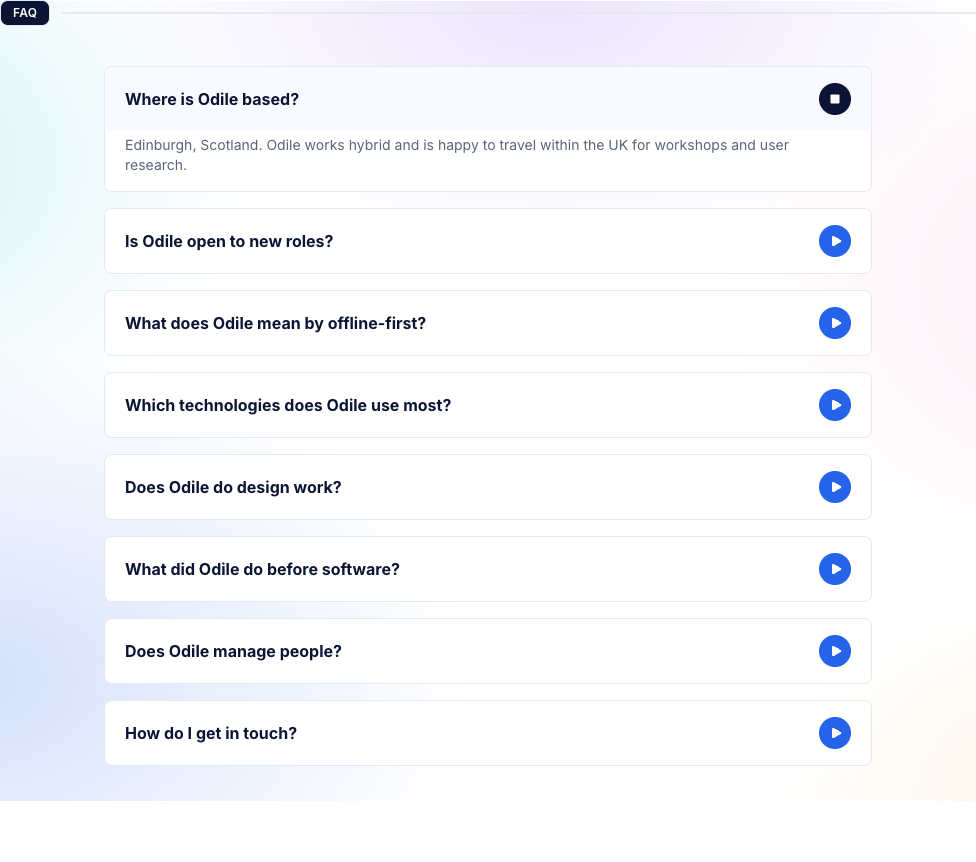 FAQ
Where is Odile based?
Edinburgh, Scotland. Odile works hybrid and is happy to travel within the UK for workshops and user
research.
Is Odile open to new roles?
What does Odile mean by offline-first?
Which technologies does Odile use most?
Does Odile do design work?
What did Odile do before software?
Does Odile manage people?
How do I get in touch?